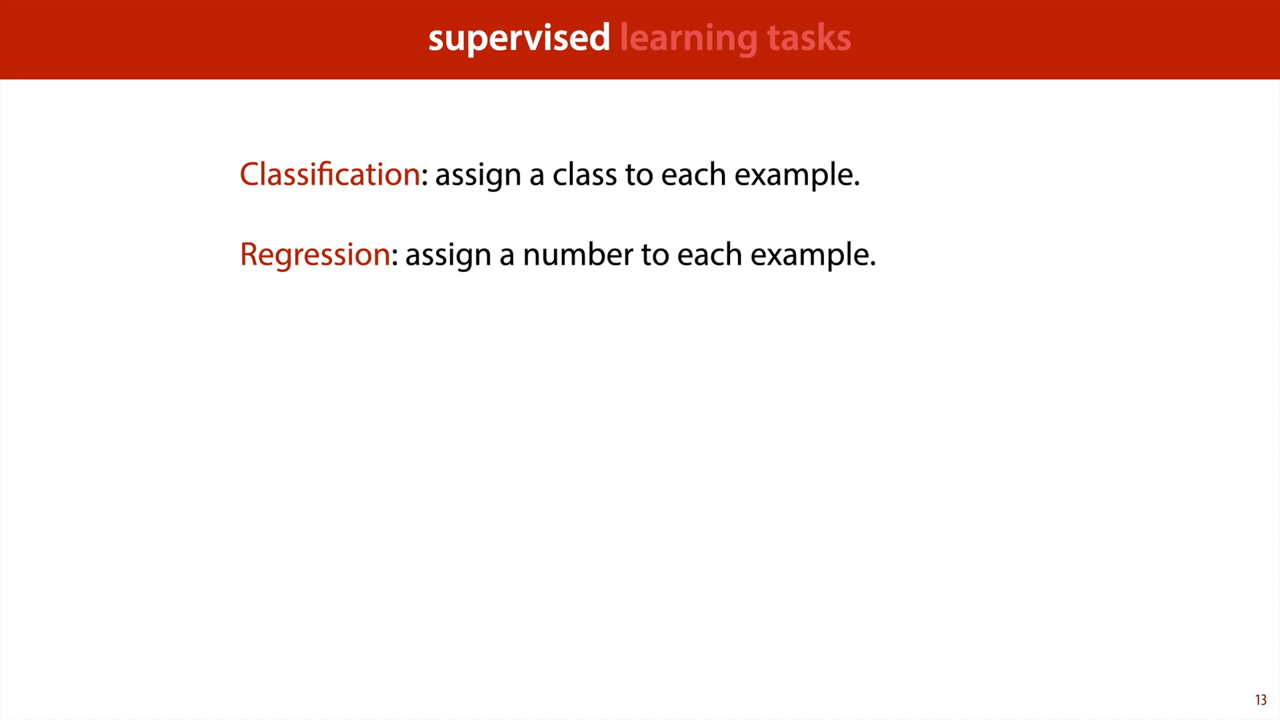 supervised learning tasks
Classification: assign a class to each example.
Regression: assign a number to each example.
13